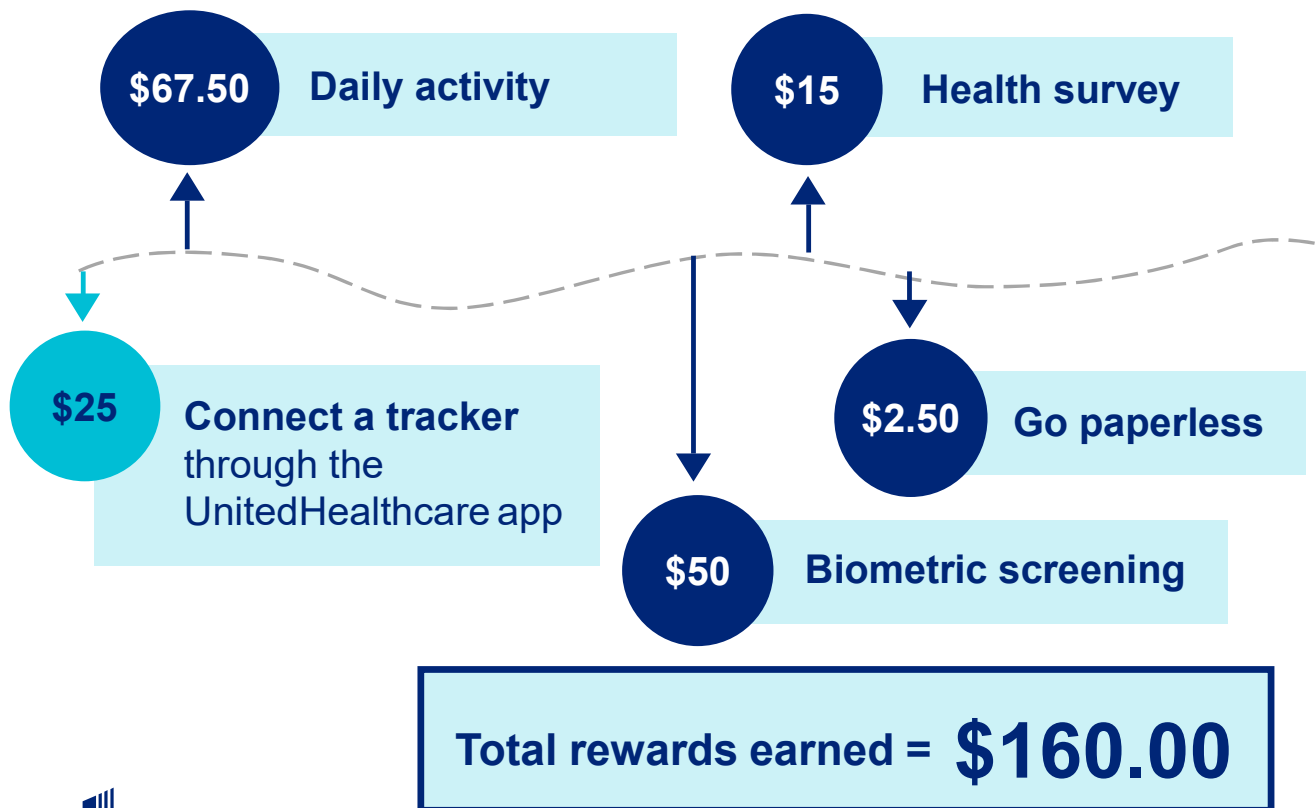 $67.50 Daily activity
$15 Health survey
$25 Connect a tracker
through the
UnitedHealthcare app
$2.50 Go paperless
$50 Biometric screening
Total rewards earned = $160.00